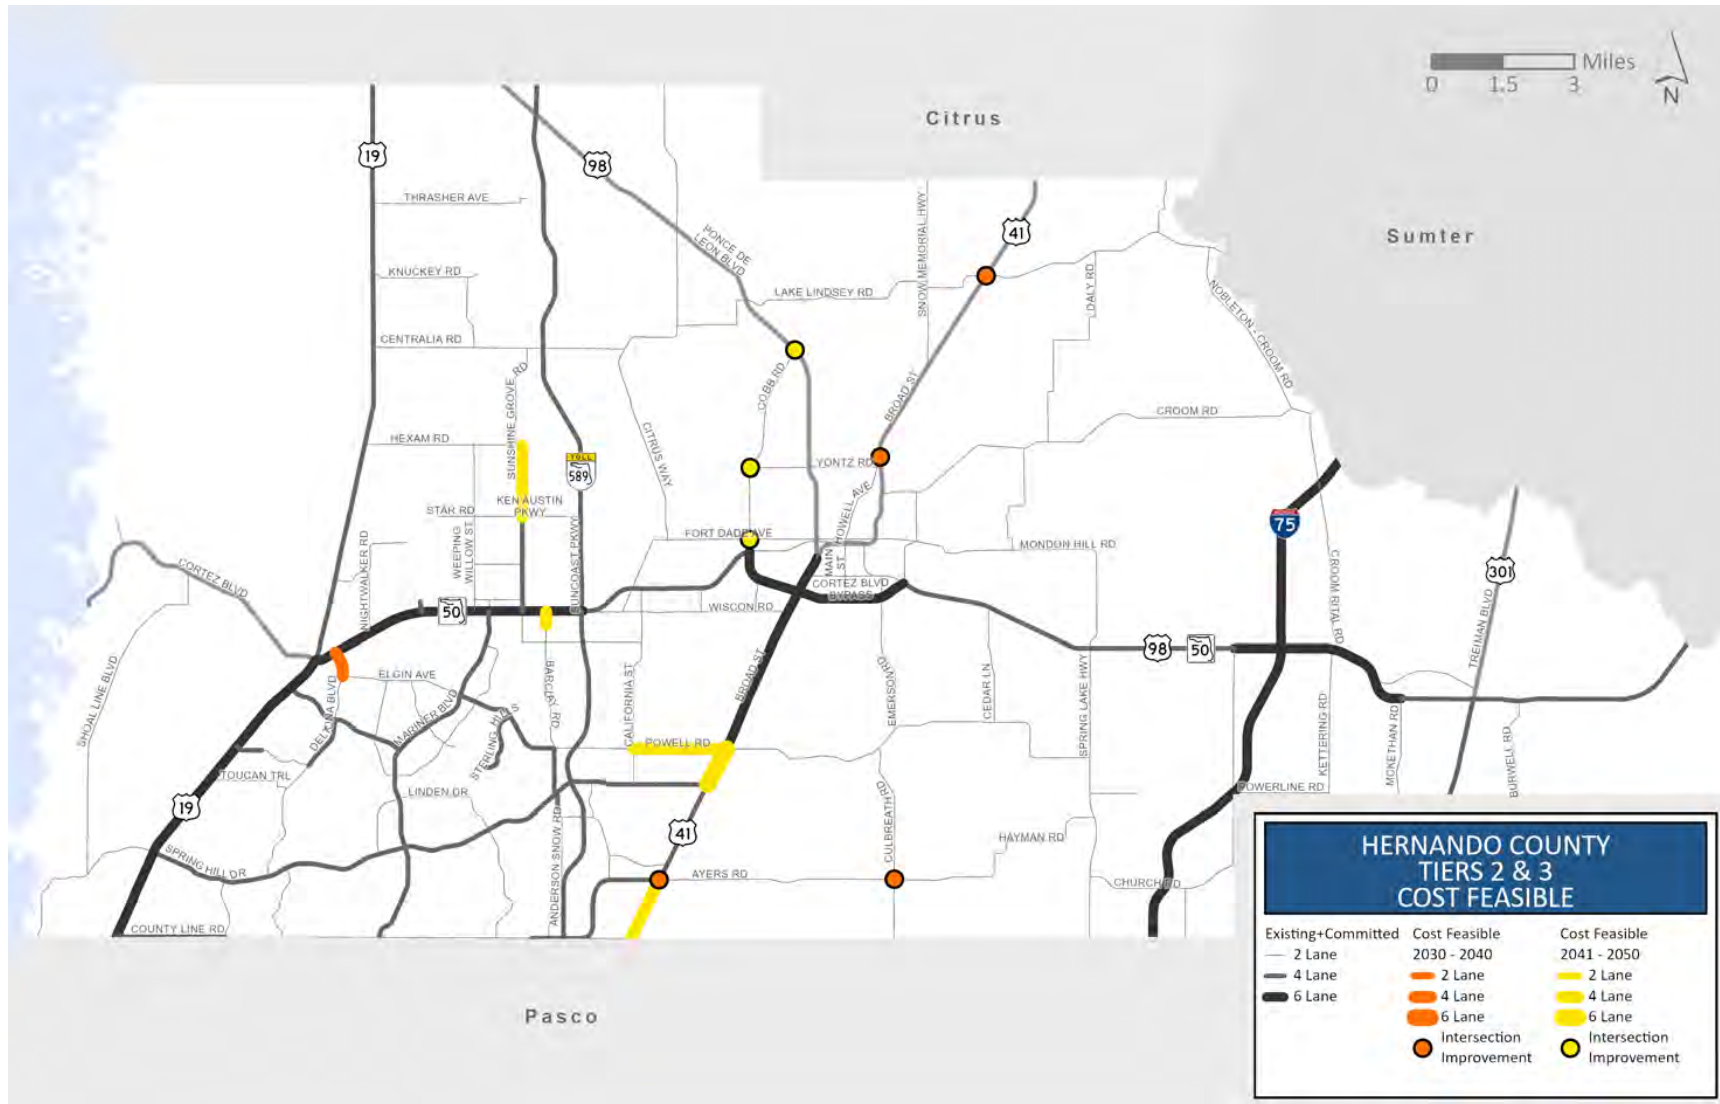 Miles
0 1.5 3
N
Citrus
Sumter
19
98
41
THRASHER AVE
PONCE DE
LEON BLVD
SNOW MEMORIAL HWY
KNUCKEY RD
LAKE LINDSEY RD
DALY RD
NOBLETON - CROOM RD
CENTRALIA RD
SUNSHINE GROVE RD
COBB RD
BROAD ST
CROOM RD
HEXAM RD
CITRUS WAY
TOLL
589
YONTZ RD
KEN AUSTIN
PKWY
STAR RD
HOWELL AVE
75
FORT DADE AVE
MONDON HILL RD
NIGHTWALKER RD
WEEPING
WILLOW ST
SUNCOAST PKWY
MAIN
ST
CROOM RITAL RD
301
CORTEZ BLVD
CORTEZ BLVD
BYPASS
50
WISCON RD
TREIMAN BLVD
98
50
SHOAL LINE BLVD
ELGIN AVE
DELTONA BLVD
MARINER BLVD
BARCLAY RD
CALIFORNIA ST
BROAD ST
EMERSON RD
CEDAR LN
SPRING LAKE HWY
KETTERING RD
MCKETHAN RD
BURWELL RD
STERLING HILLS
POWELL RD
TOUCAN TRL
LINDEN DR
POWERLINE RD
19
41
CULBREATH RD
HAYMAN RD
ANDERSON SNOW RD
SPRING HILL DR
AYERS RD
CHURCH RD
COUNTY LINE RD
Pasco
HERNANDO COUNTY
TIERS 2 & 3
COST FEASIBLE
Existing+Committed
2 Lane
4 Lane
6 Lane
Cost Feasible
2030 - 2040
2 Lane
4 Lane
6 Lane
Intersection
Improvement
Cost Feasible
2041 - 2050
2 Lane
4 Lane
6 Lane
Intersection
Improvement